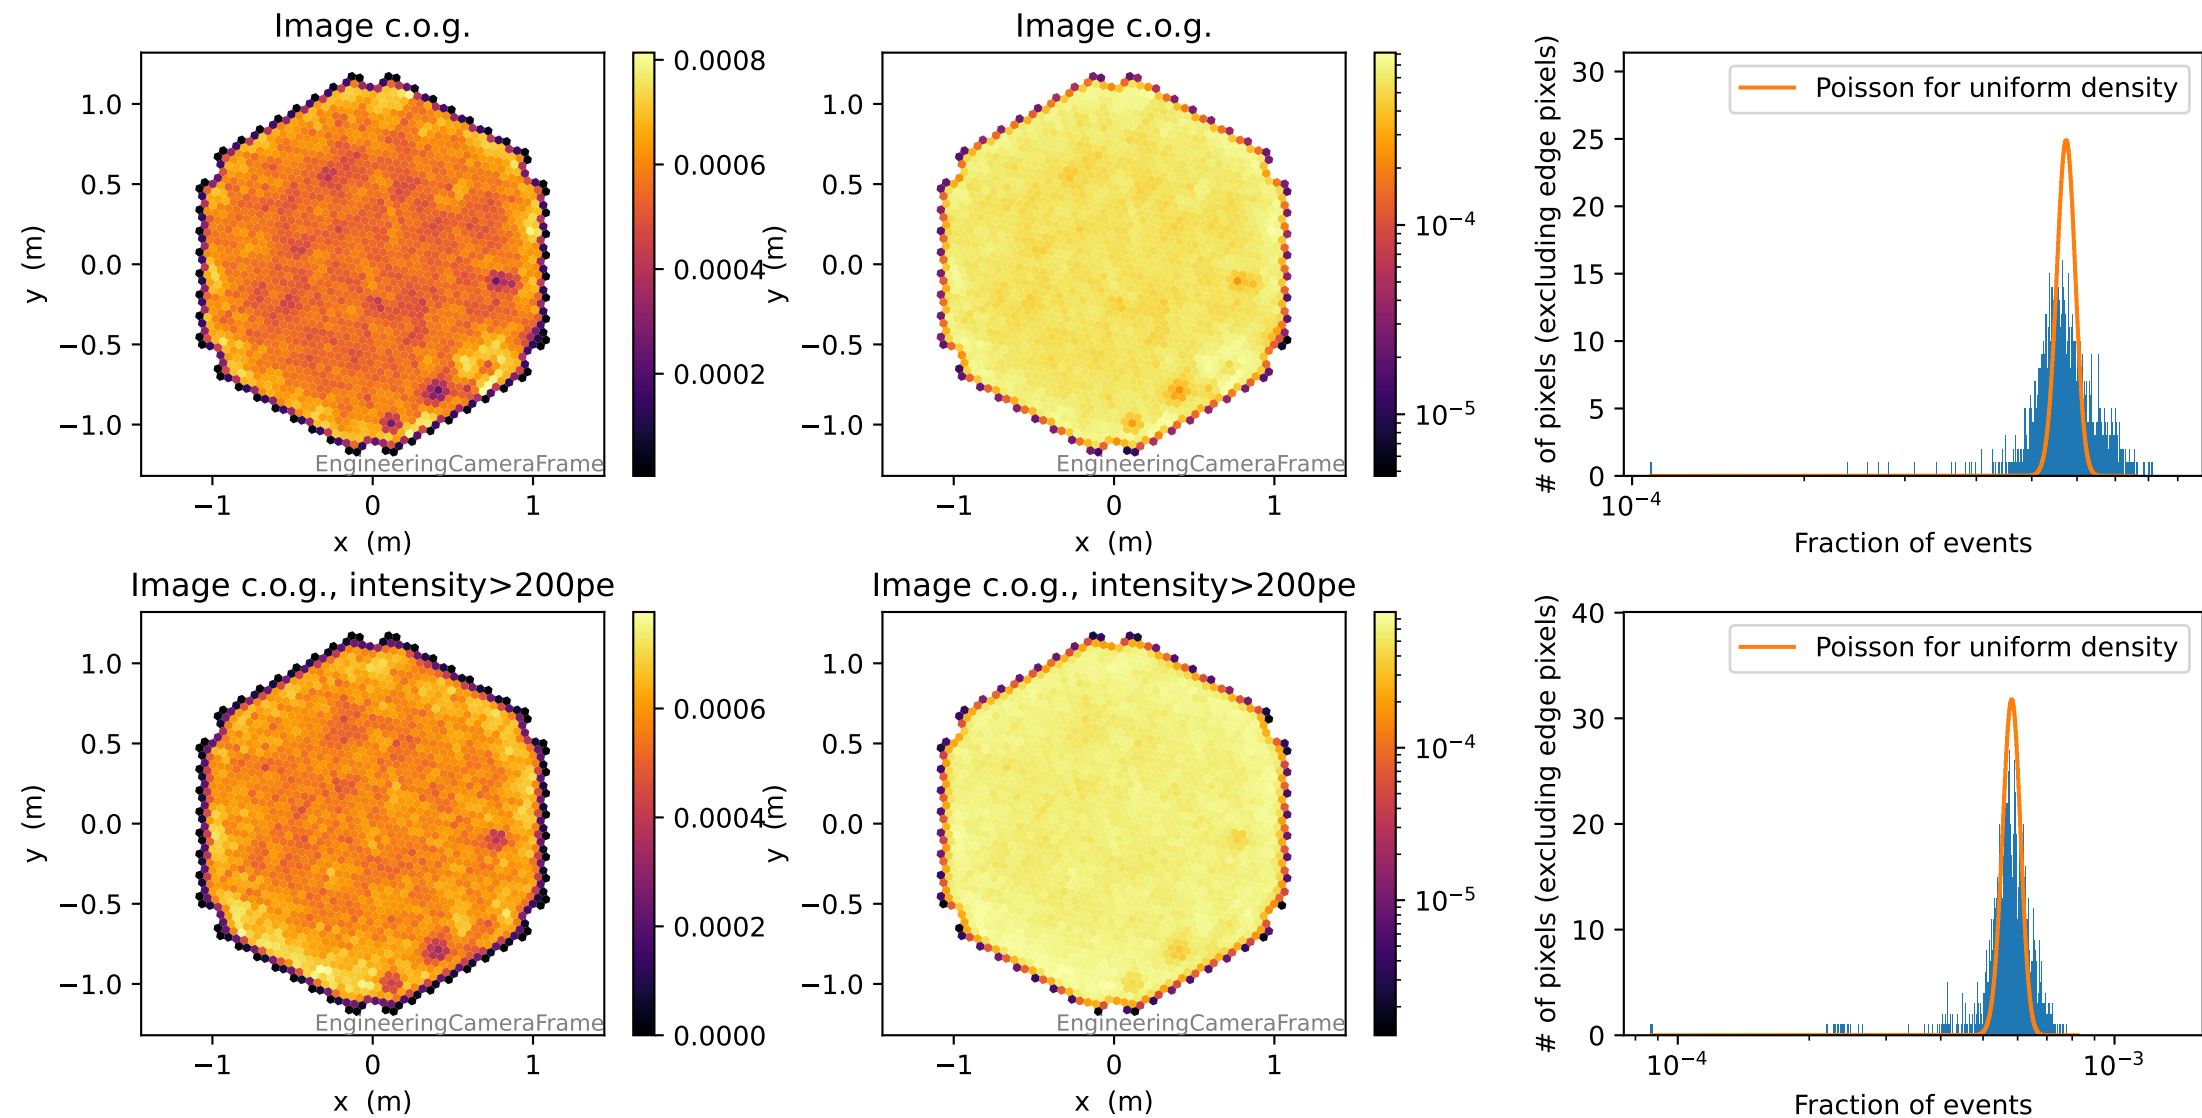 Image c.o.g.
1.0
0.5
0.0
−0.5
−1.0
y (m)
−1
0
1
x (m)
EngineeringCameraFrame
0.0008
0.0006
0.0004
0.0002
Image c.o.g.
1.0
0.5
0.0
−0.5
−1.0
y (m)
−1
0
1
x (m)
EngineeringCameraFrame
10−4
10−5
# of pixels (excluding edge pixels)
30
25
20
15
10
5
0
10−4
Fraction of events
Poisson for uniform density
Image c.o.g., intensity>200pe
1.0
0.5
0.0
−0.5
−1.0
y (m)
−1
0
1
x (m)
EngineeringCameraFrame
0.0006
0.0004
0.0002
0.0000
Image c.o.g., intensity>200pe
1.0
0.5
0.0
−0.5
−1.0
y (m)
−1
0
1
x (m)
EngineeringCameraFrame
10−4
10−5
# of pixels (excluding edge pixels)
40
30
20
10
0
10−4
10−3
Fraction of events
Poisson for uniform density